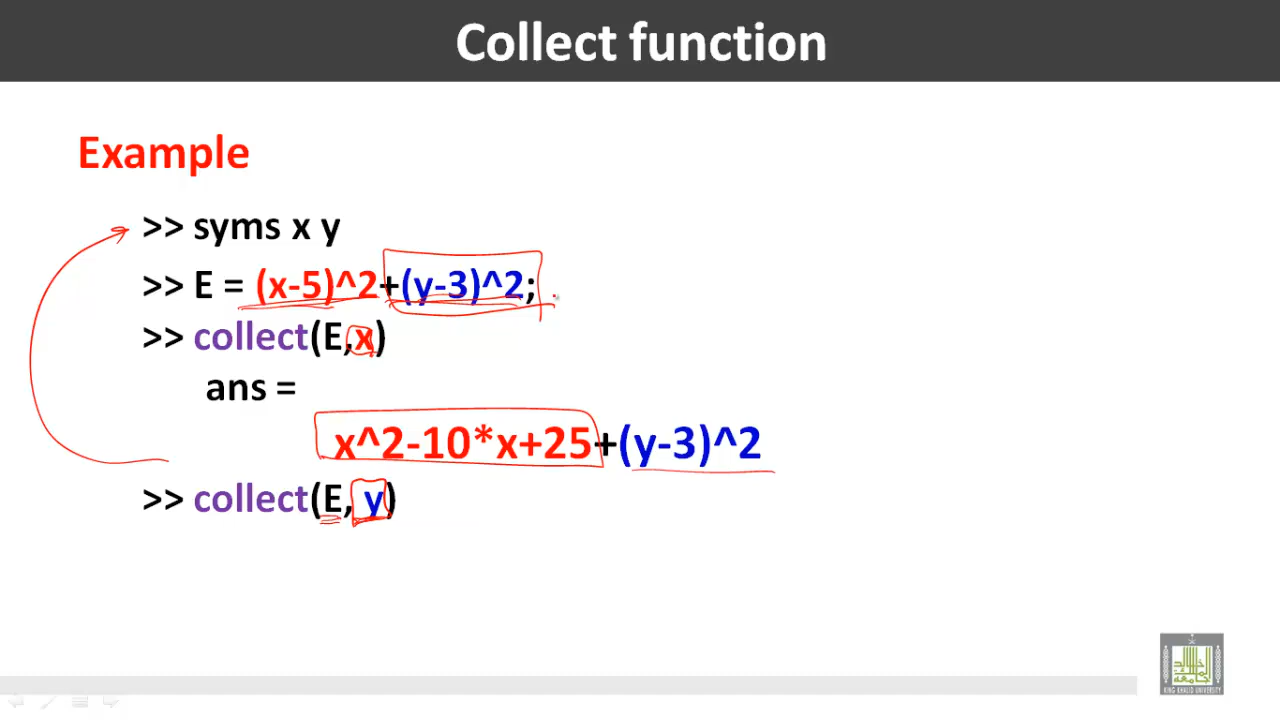 Collect function
Example
>> syms x y
>> E = (x-5)^2+(y-3)^2;
>> collect(E,x)
ans =
x^2-10*x+25+(y-3)^2
>> collect(E, y)
KING KHALID UNIVERSITY